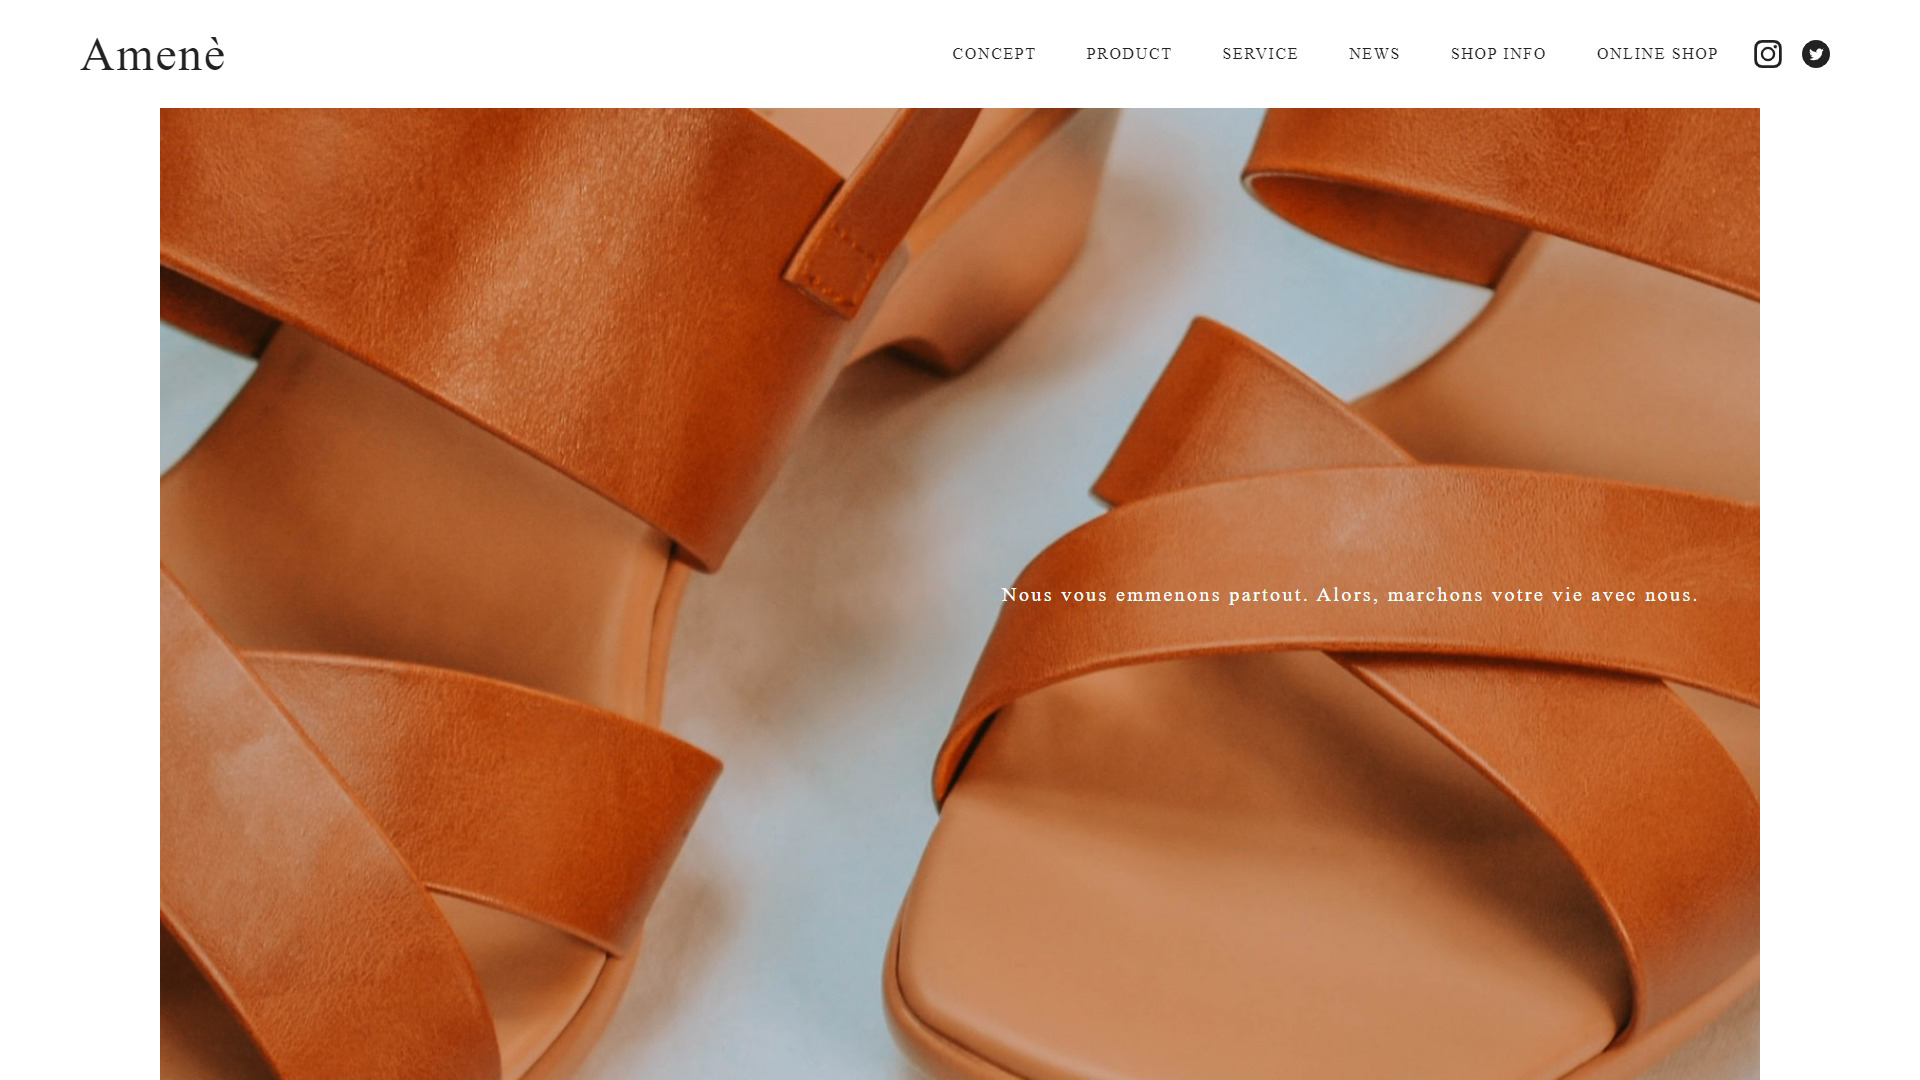 Amenè
CONCEPT PRODUCT SERVICE NEWS SHOP INFO ONLINE SHOP
Nous vous emmenons partout. Alors, marchons votre vie avec nous.